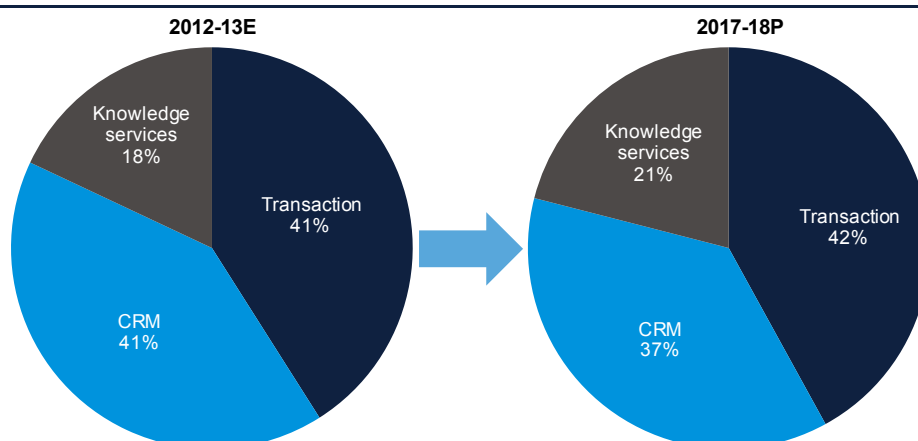 2012-13E
Knowledge
services
18%
Transaction
41%
CRM
41%
2017-18P
Knowledge
services
21%
Transaction
42%
CRM
37%